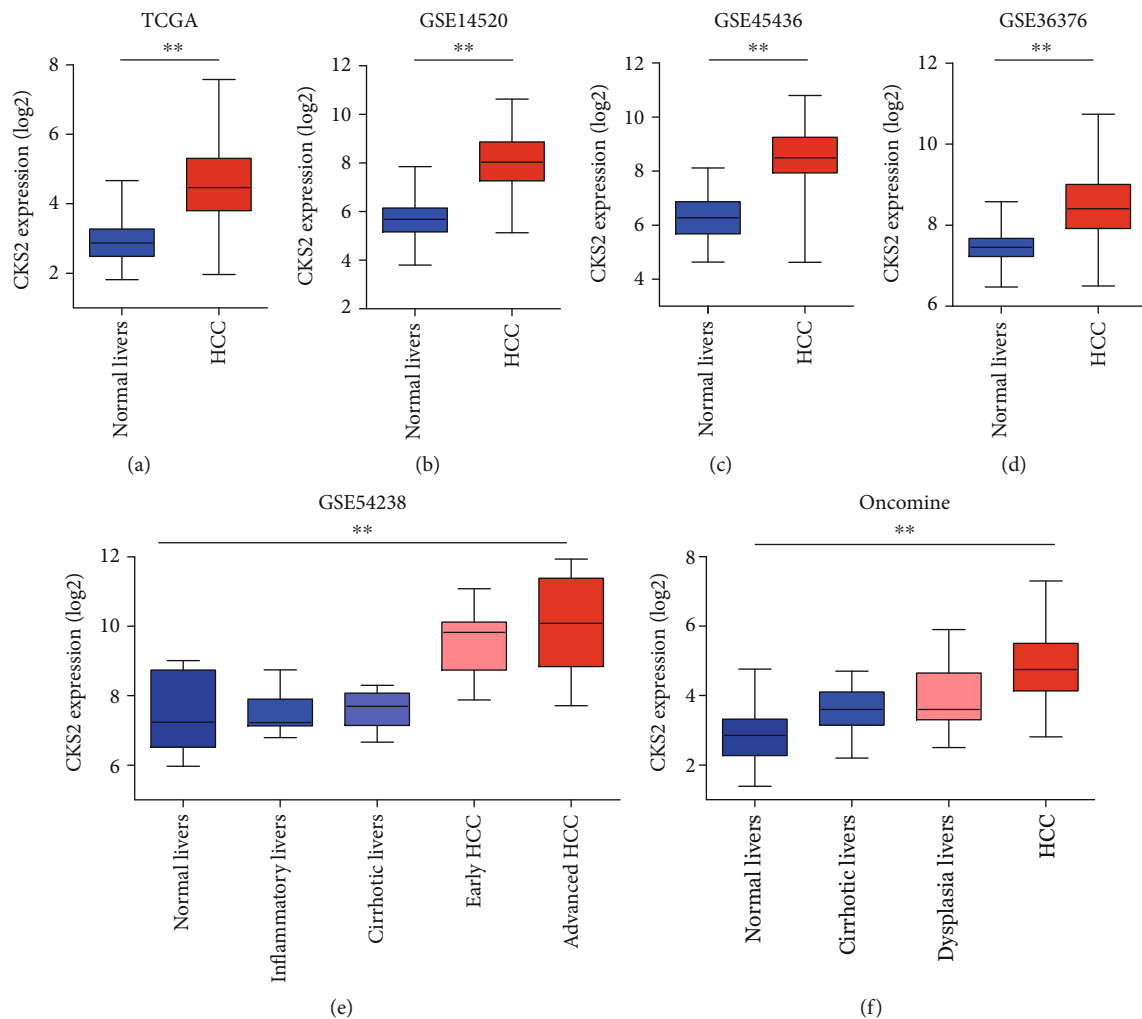 TCGA
**
CKS2 expression (log2)
8
6
4
2
Normal livers
HCC
(a)
GSE14520
**
CKS2 expression (log2)
12
10
8
6
4
2
Normal livers
HCC
(b)
GSE45436
**
CKS2 expression (log2)
12
10
8
6
4
Normal livers
HCC
(c)
GSE36376
**
CKS2 expression (log2)
12
10
8
6
Normal livers
HCC
(d)
GSE54238
**
CKS2 expression (log2)
12
10
8
6
Normal livers
Inflammatory livers
Cirrhotic livers
Early HCC
Advanced HCC
(e)
Oncomine
**
CKS2 expression (log2)
8
6
4
2
Normal livers
Cirrhotic livers
Dysplasia livers
HCC
(f)